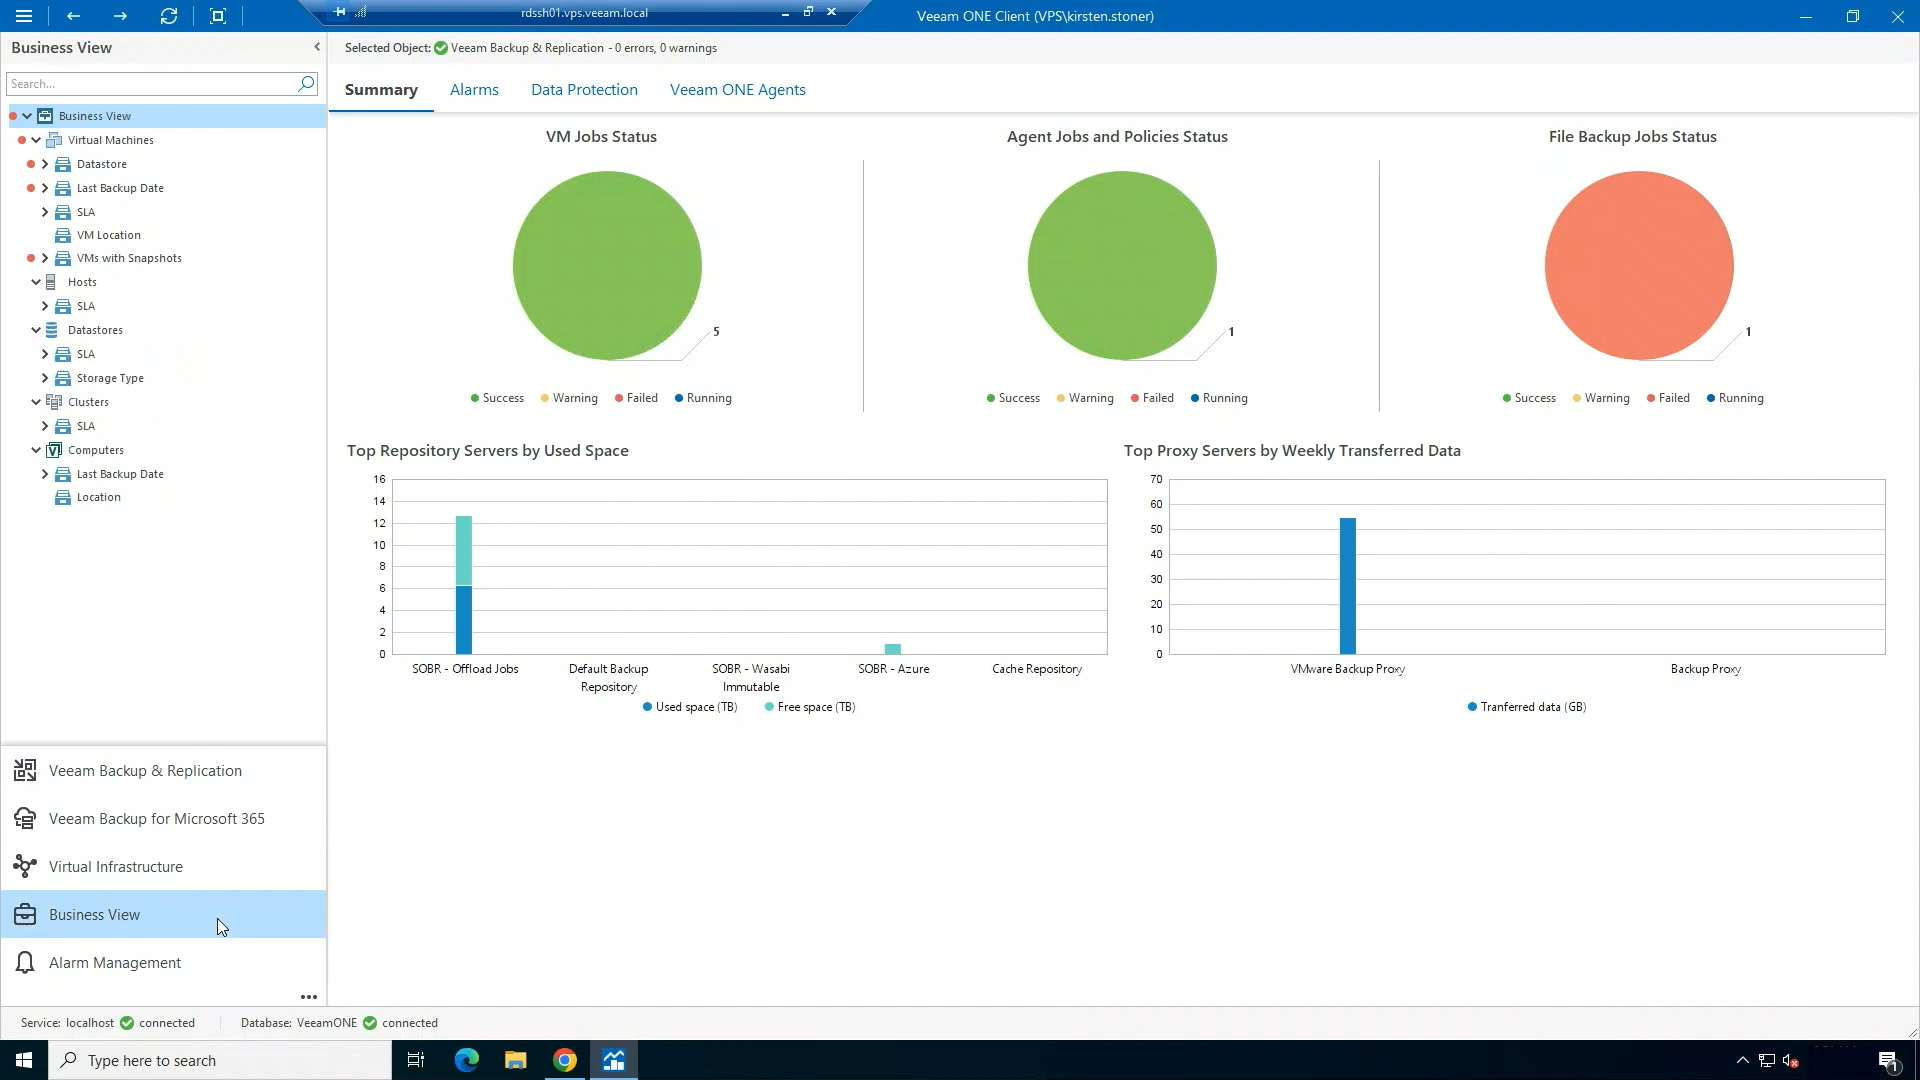 rdssh01.vps.veeam.local
Veeam ONE Client (VPS\kirsten.stoner)
Business View
Selected Object: Veeam Backup & Replication - 0 errors, 0 warnings
Search...
Summary
Alarms
Data Protection
Veeam ONE Agents
Business View
Virtual Machines
Datastore
Last Backup Date
SLA
VM Location
VMs with Snapshots
Hosts
SLA
Datastores
SLA
Storage Type
Clusters
SLA
Computers
Last Backup Date
Location
VM Jobs Status
5
Success Warning Failed Running
Agent Jobs and Policies Status
1
Success Warning Failed Running
File Backup Jobs Status
1
Success Warning Failed Running
Top Repository Servers by Used Space
16
14
12
10
8
6
4
2
0
SOBR - Offload Jobs
Default Backup
Repository
SOBR - Wasabi
Immutable
SOBR - Azure
Cache Repository
Used space (TB) Free space (TB)
Top Proxy Servers by Weekly Transferred Data
70
60
50
40
30
20
10
0
VMware Backup Proxy
Backup Proxy
Tranferred data (GB)
Veeam Backup & Replication
Veeam Backup for Microsoft 365
Virtual Infrastructure
Business View
Alarm Management
Service: localhost connected
Database: VeeamONE connected
Type here to search
1